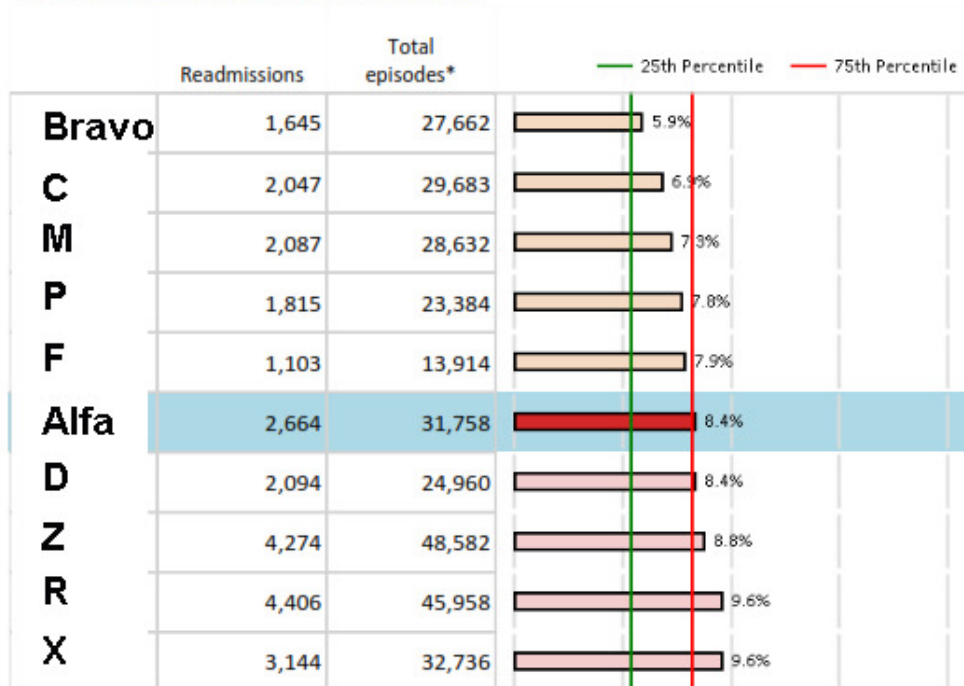 Total
Readmissions episodes* 25th Percentile 75th Percentile
Bravo 1,645 27,662 5.9%
C 2,047 29,683 6.9%
M 2,087 28,632 7.3%
P 1,815 23,384 7.8%
F 1,103 13,914 7.9%
Alfa 2,664 31,758 8.4%
D 2,094 24,960 8.4%
Z 4,274 48,582 8.8%
R 4,406 45,958 9.6%
X 3,144 32,736 9.6%